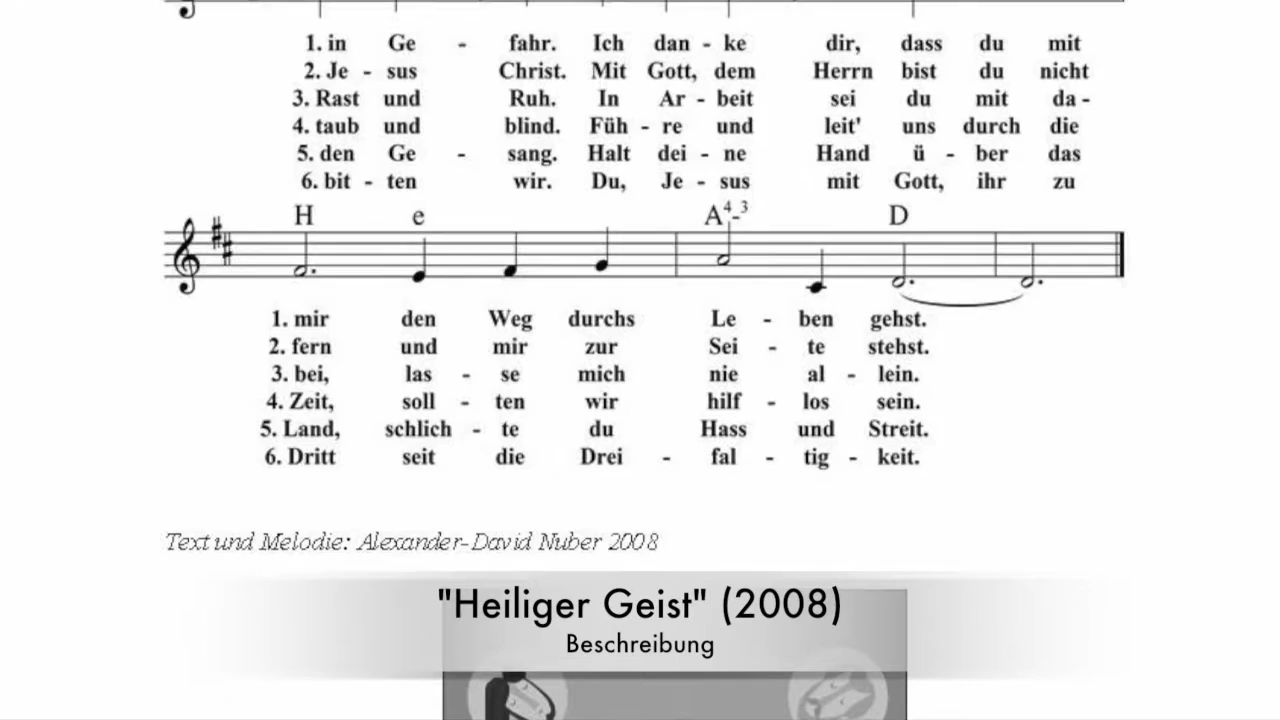 1. in Ge - fahr. Ich dan - ke dir, dass du mit
2. Je - sus Christ. Mit Gott, dem Herrn bist du nicht
3. Rast und Ruh. In Ar - beit sei du mit da -
4. taub und blind. Füh - re und leit' uns durch die
5. den Ge - sang. Halt dei - ne Hand ü - ber das
6. bit - ten wir. Du, Je - sus mit Gott, ihr zu
H e A4-3 D
1. mir den Weg durchs Le - ben gehst.
2. fern und mir zur Sei - te stehst.
3. bei, las - se mich nie al - lein.
4. Zeit, soll - ten wir hilf - los sein.
5. Land, schlich - te du Hass und Streit.
6. Dritt seit die Drei - fal - tig - keit.
Text und Melodie: Alexander-David Nuber 2008
"Heiliger Geist" (2008)
Beschreibung